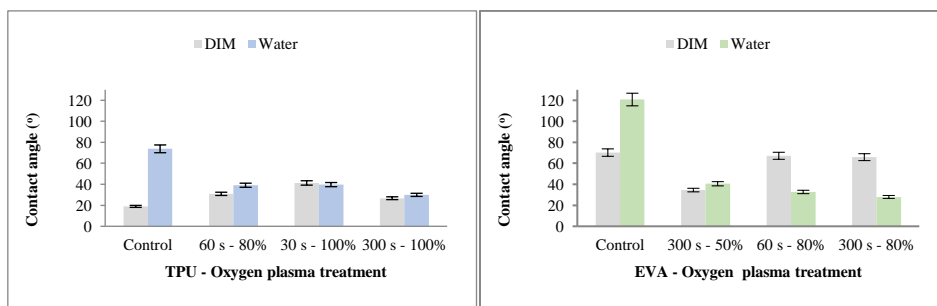 DIM Water
Contact angle (º)
120
100
80
60
40
20
0
Control 60 s - 80% 30 s - 100% 300 s - 100%
TPU - Oxygen plasma treatment
DIM Water
Contact angle (º)
120
100
80
60
40
20
0
Control 300 s - 50% 60 s - 80% 300 s - 80%
EVA - Oxygen plasma treatment